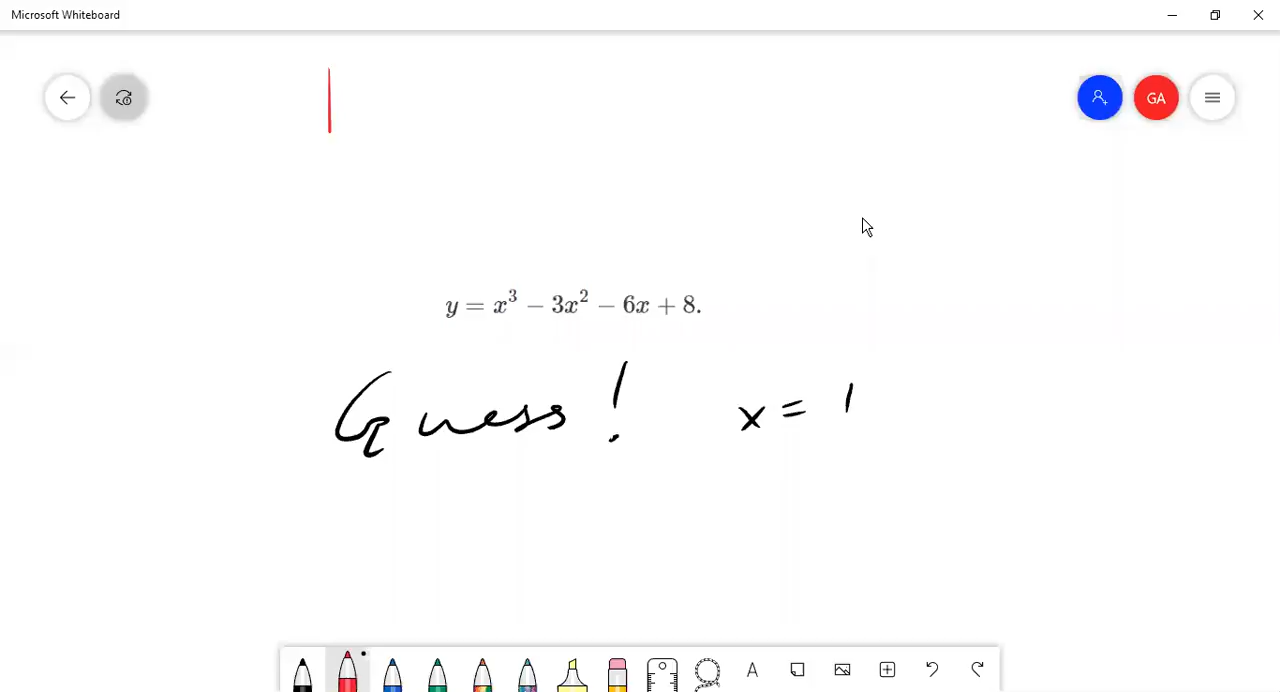 Microsoft Whiteboard
GA
y = x³ − 3x² − 6x + 8.
Guess! x = 1
A